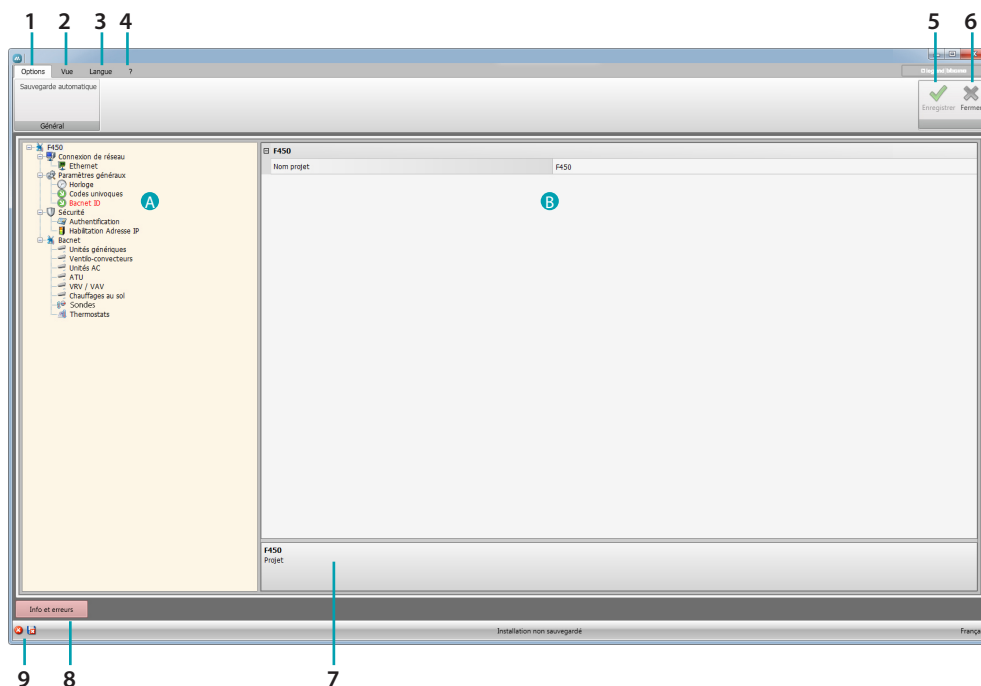 1 2 3 4 5 6
Options Vue Langue ?
Sauvegarde automatique
Général
Enregistrer Fermer
F450
Connexion de réseau
Ethernet
Paramètres généraux
Horloge
Codes univoques
Bacnet ID
Sécurité
Authentification
Habilitation Adresse IP
Bacnet
Unités génériques
Ventilo-convecteurs
Unités AC
ATU
VRV / VAV
Chauffages au sol
Sondes
Thermostats
A
F450
Nom projet F450
B
F450
Projet
Info et erreurs
Installation non sauvegardé França
9 8 7